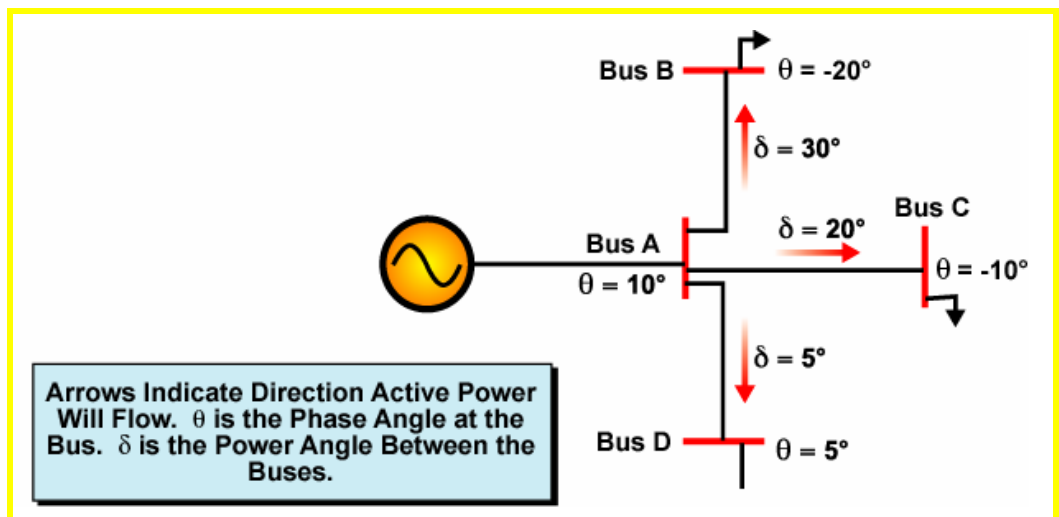 Bus B
θ = -20°
δ = 30°
Bus C
δ = 20°
Bus A
θ = -10°
θ = 10°
δ = 5°
Bus D
θ = 5°
Arrows Indicate Direction Active Power
Will Flow. θ is the Phase Angle at the
Bus. δ is the Power Angle Between the
Buses.